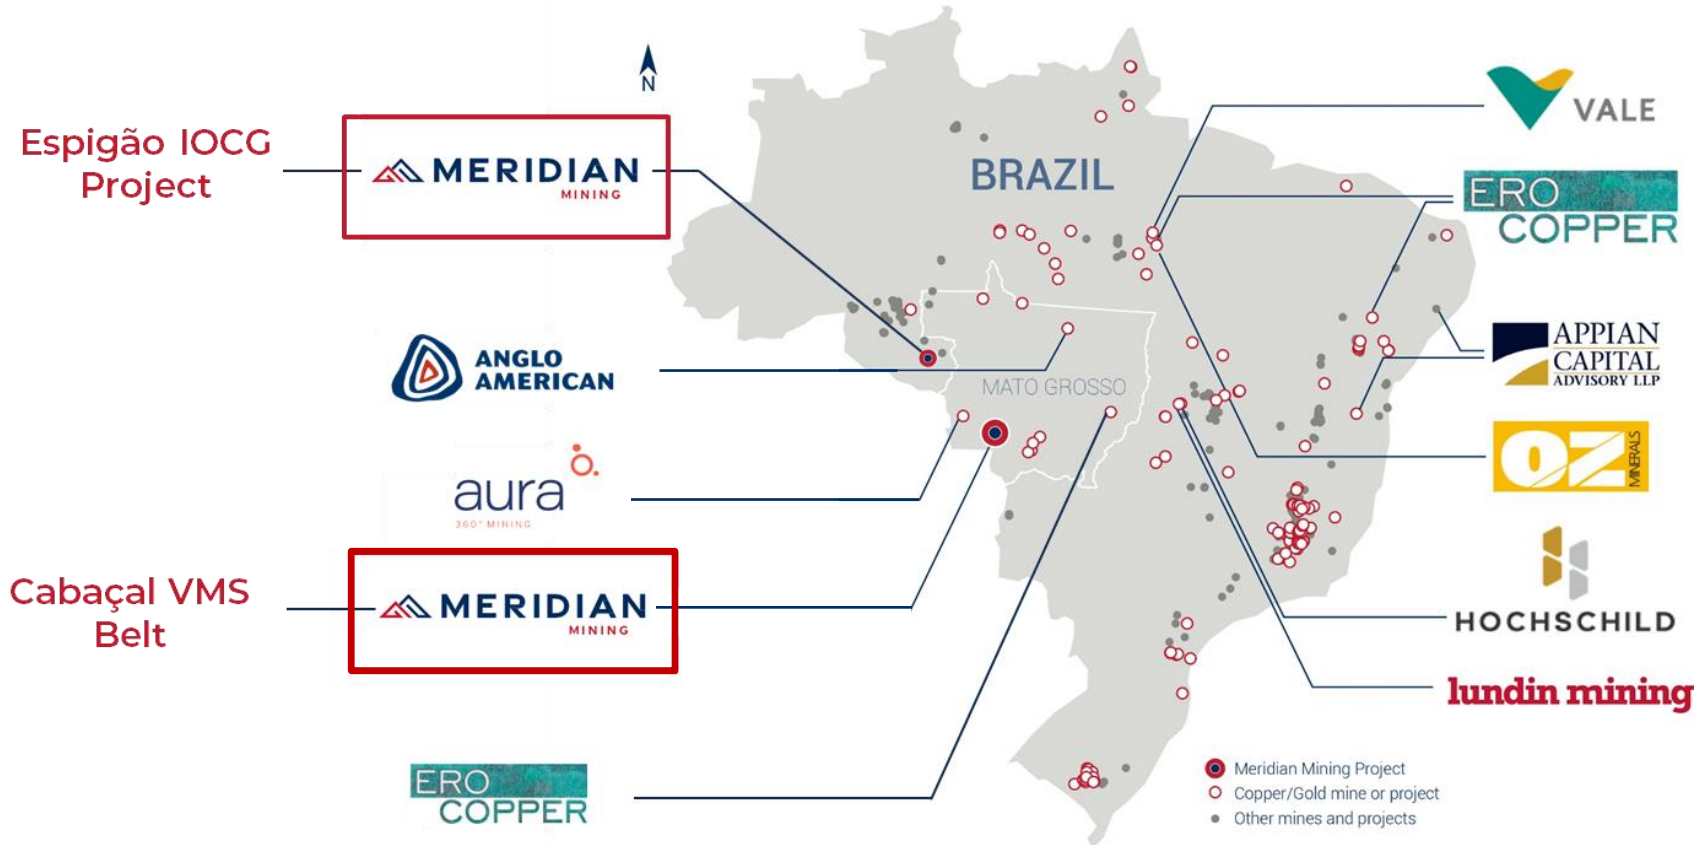 N
Espigão IOCG
Project
MERIDIAN
MINING
ANGLO
AMERICAN
aura
360° MINING
Cabaçal VMS
Belt
MERIDIAN
MINING
ERO
COPPER
BRAZIL
MATO GROSSO
VALE
ERO
COPPER
APPIAN
CAPITAL
ADVISORY LLP
OZ
MINERALS
HOCHSCHILD
lundin mining
Meridian Mining Project
Copper/Gold mine or project
Other mines and projects